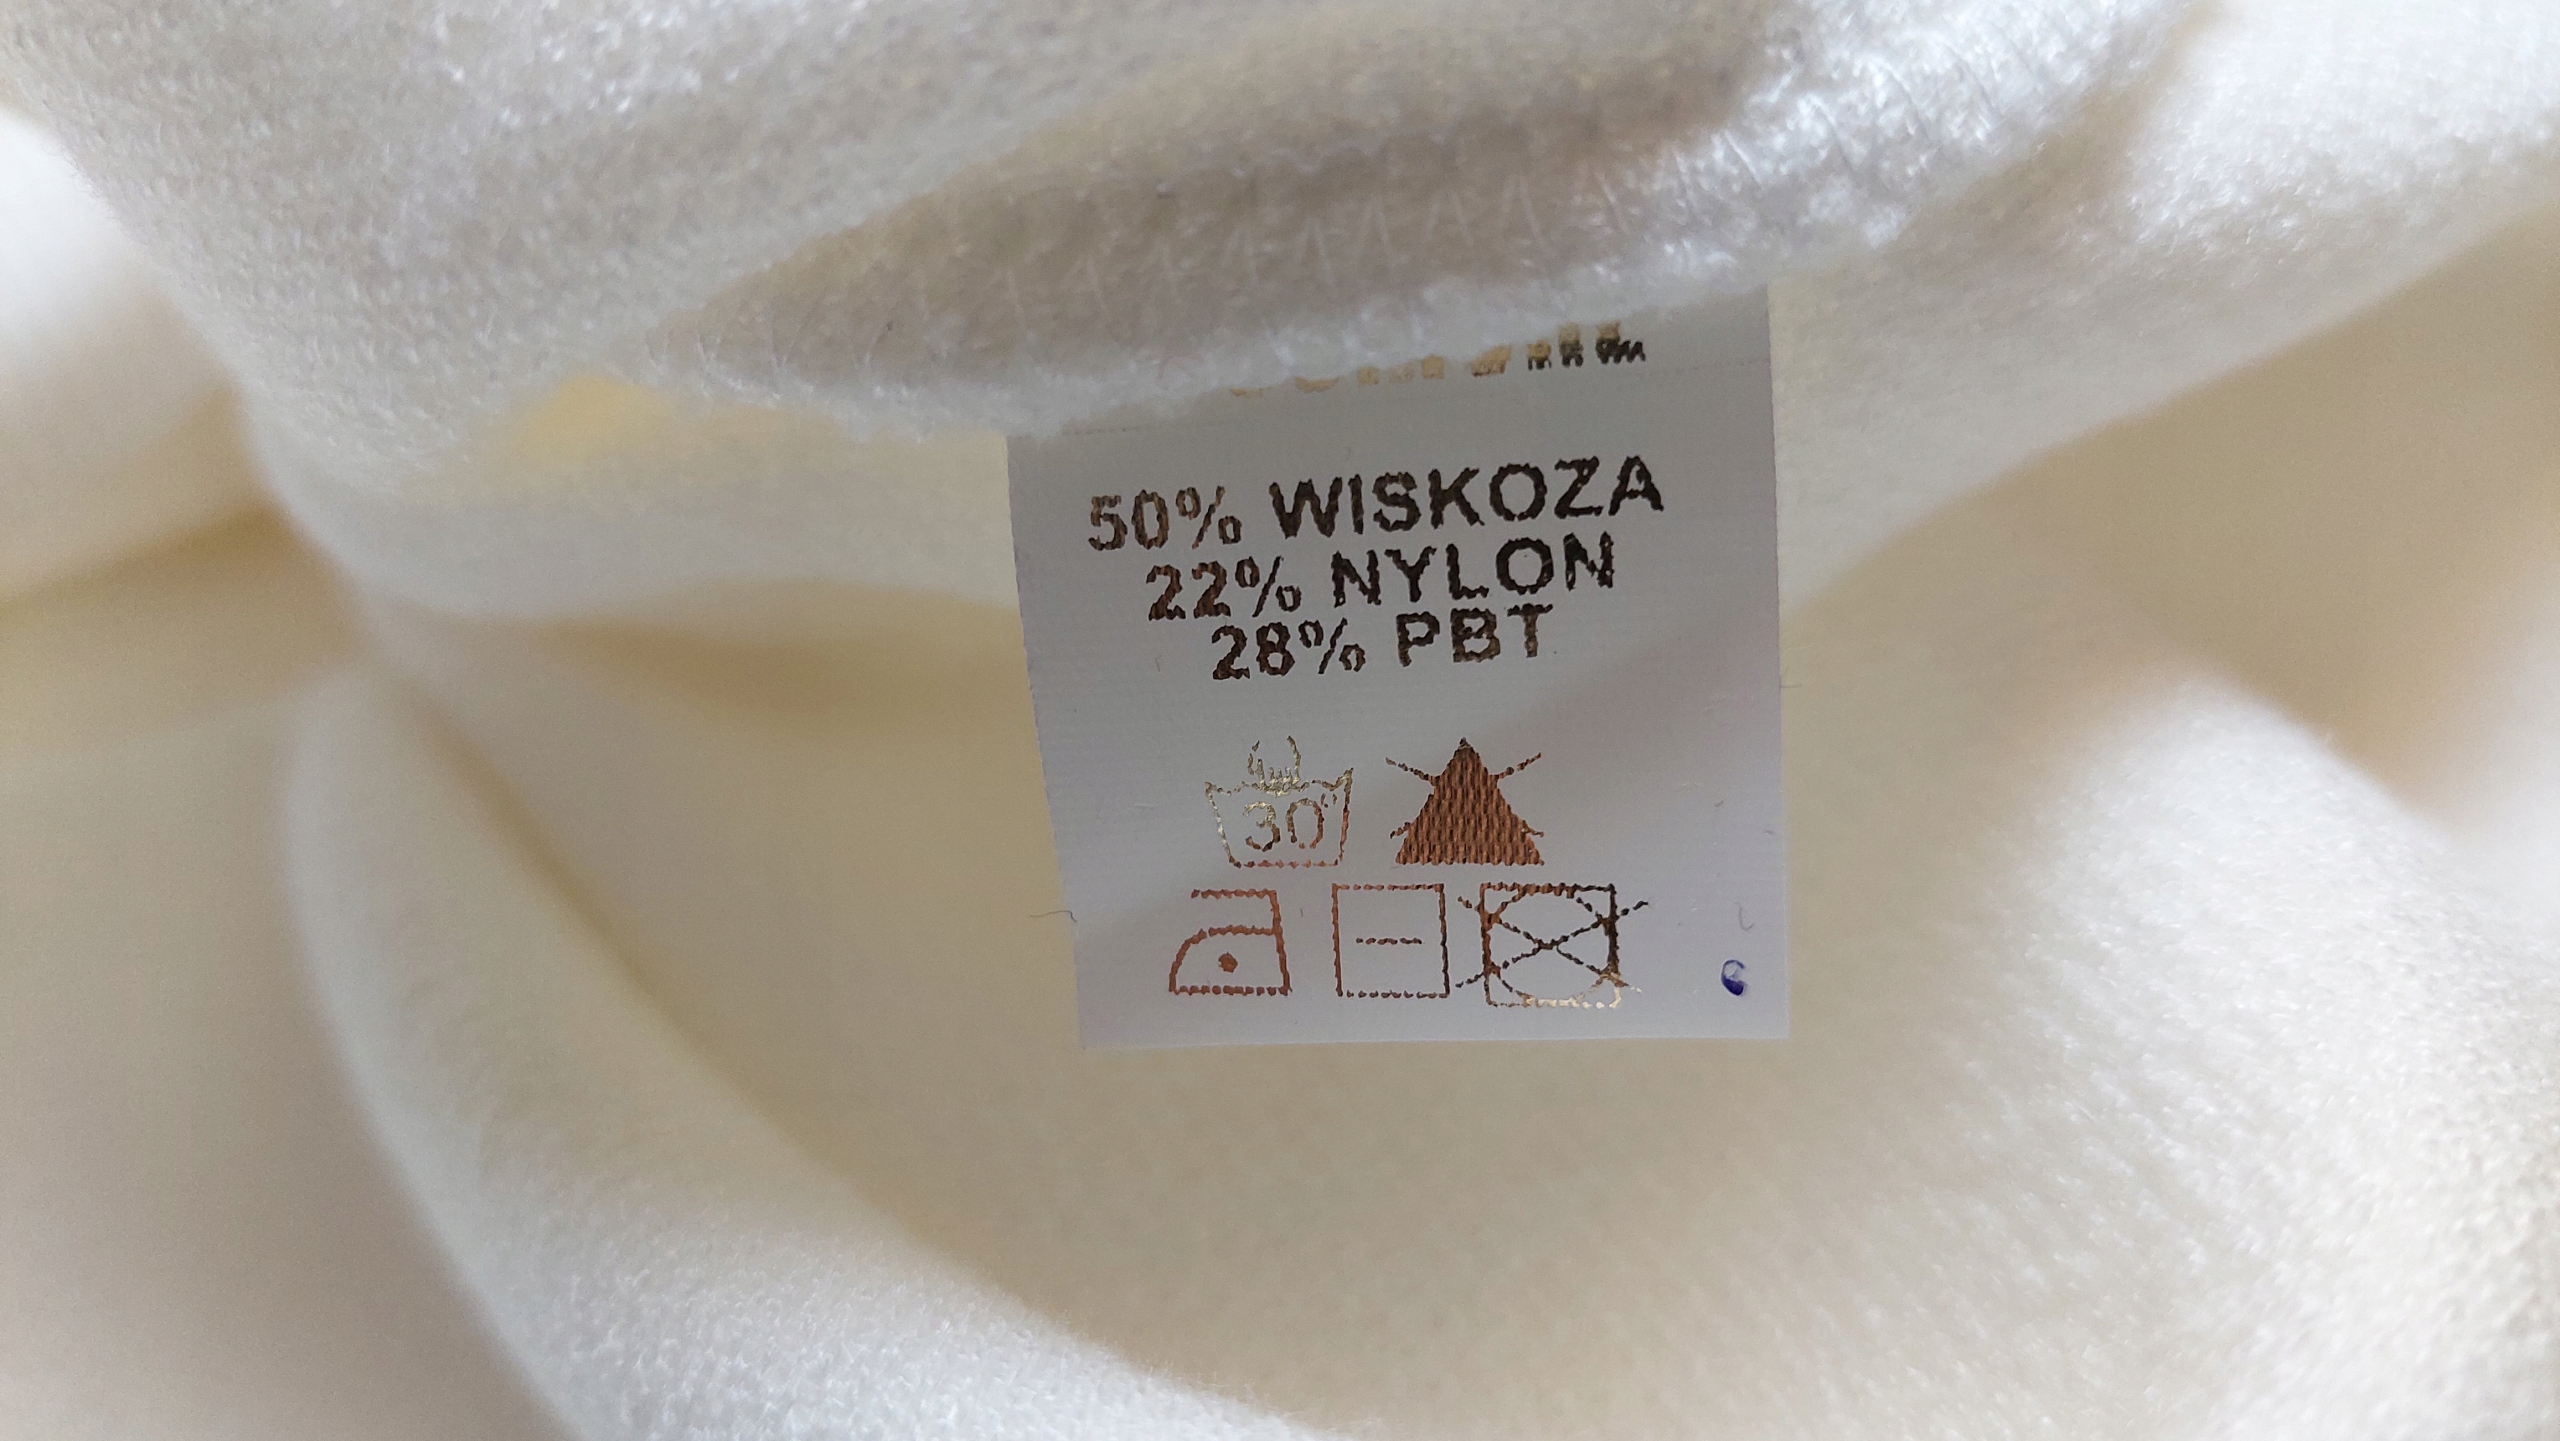 50% WISKOZA
22% NYLON
28% PBT
30°